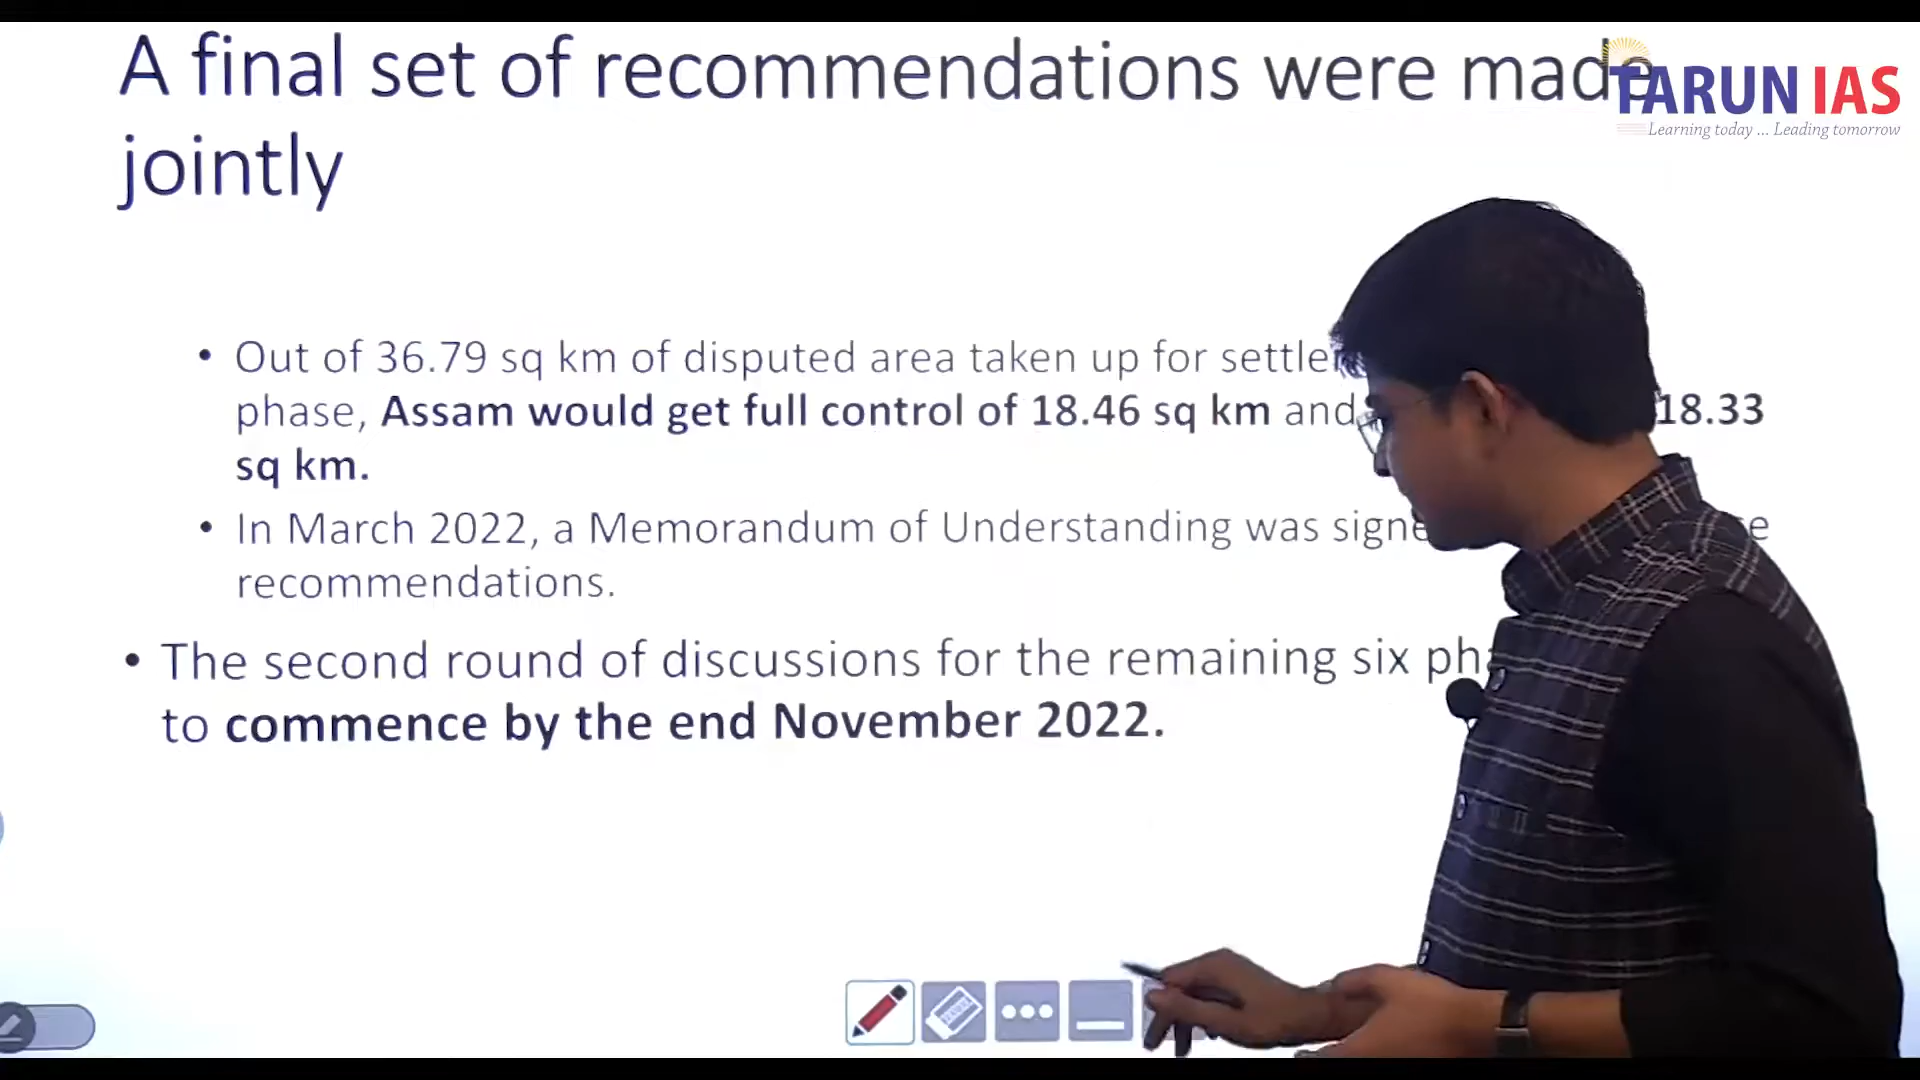 A final set of recommendations were made
jointly
TARUN IAS
Learning today ... Leading tomorrow
• Out of 36.79 sq km of disputed area taken up for
phase, Assam would get full control of 18.46 sq km and 18.33
sq km.
• In March 2022, a Memorandum of Understanding was
recommendations.
• The second round of discussions for the remaining six
to commence by the end November 2022.